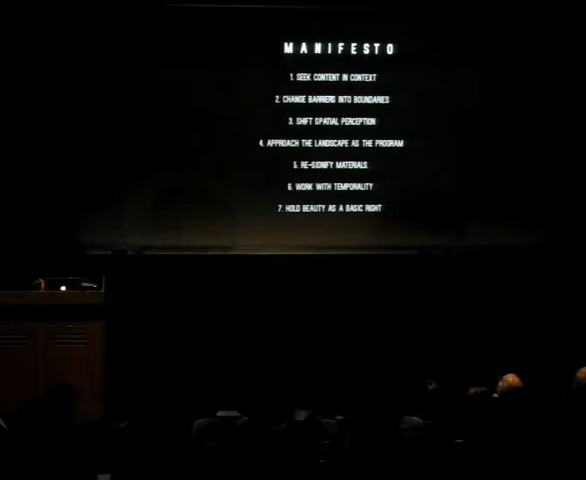 MANIFESTO
1. SEEK CONTENT IN CONTEXT
2. CHANGE BARRIERS INTO BOUNDARIES
3. SHIFT SPATIAL PERCEPTION
4. APPROACH THE LANDSCAPE AS THE PROGRAM
5. RE-SIGNIFY MATERIALS.
6. WORK WITH TEMPORALITY
7. HOLD BEAUTY AS A BASIC RIGHT